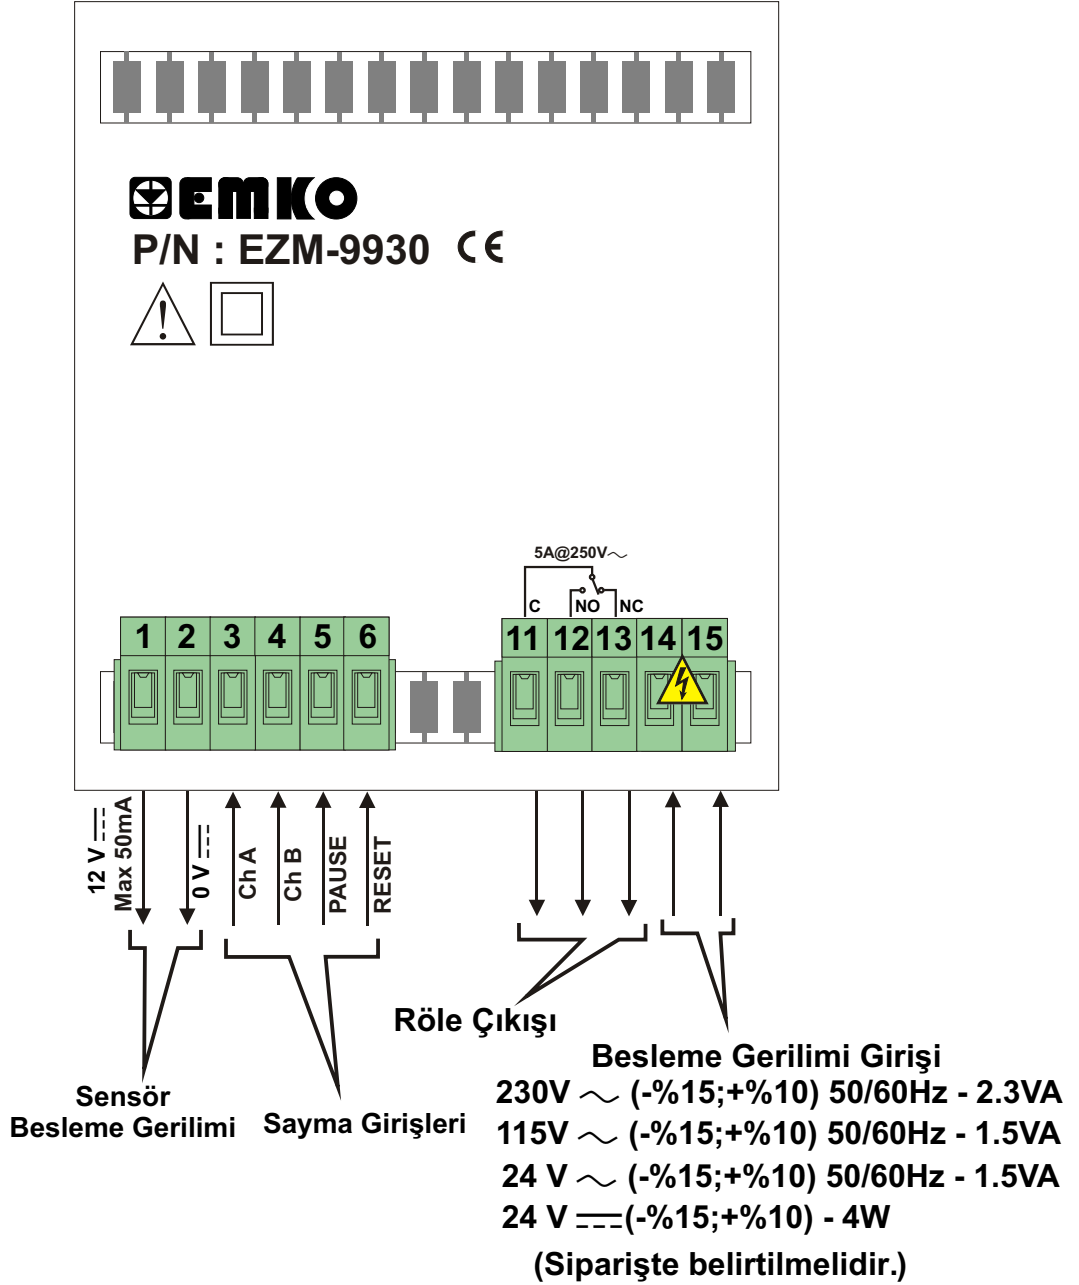 EMKO
P/N : EZM-9930 CE
5A@250V~
C NO NC
1 2 3 4 5 6
11 12 13 14 15
12 V
Max 50mA
0 V
Ch A
Ch B
PAUSE
RESET
Sensör
Besleme Gerilimi
Sayma Girişleri
Röle Çıkışı
Besleme Gerilimi Girişi
230V ~ (-%15;+%10) 50/60Hz - 2.3VA
115V ~ (-%15;+%10) 50/60Hz - 1.5VA
24 V ~ (-%15;+%10) 50/60Hz - 1.5VA
24 V ⎓ (-%15;+%10) - 4W
(Siparişte belirtilmelidir.)